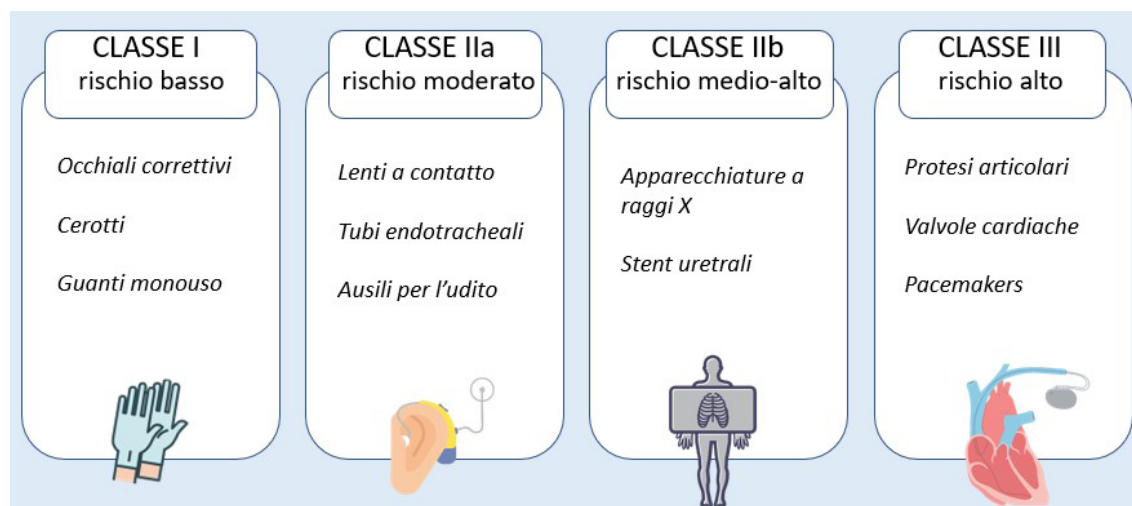 CLASSE I
rischio basso
Occhiali correttivi
Cerotti
Guanti monouso
CLASSE IIa
rischio moderato
Lenti a contatto
Tubi endotracheali
Ausili per l'udito
CLASSE IIb
rischio medio-alto
Apparecchiature a
raggi X
Stent uretrali
CLASSE III
rischio alto
Protesi articolari
Valvole cardiache
Pacemakers